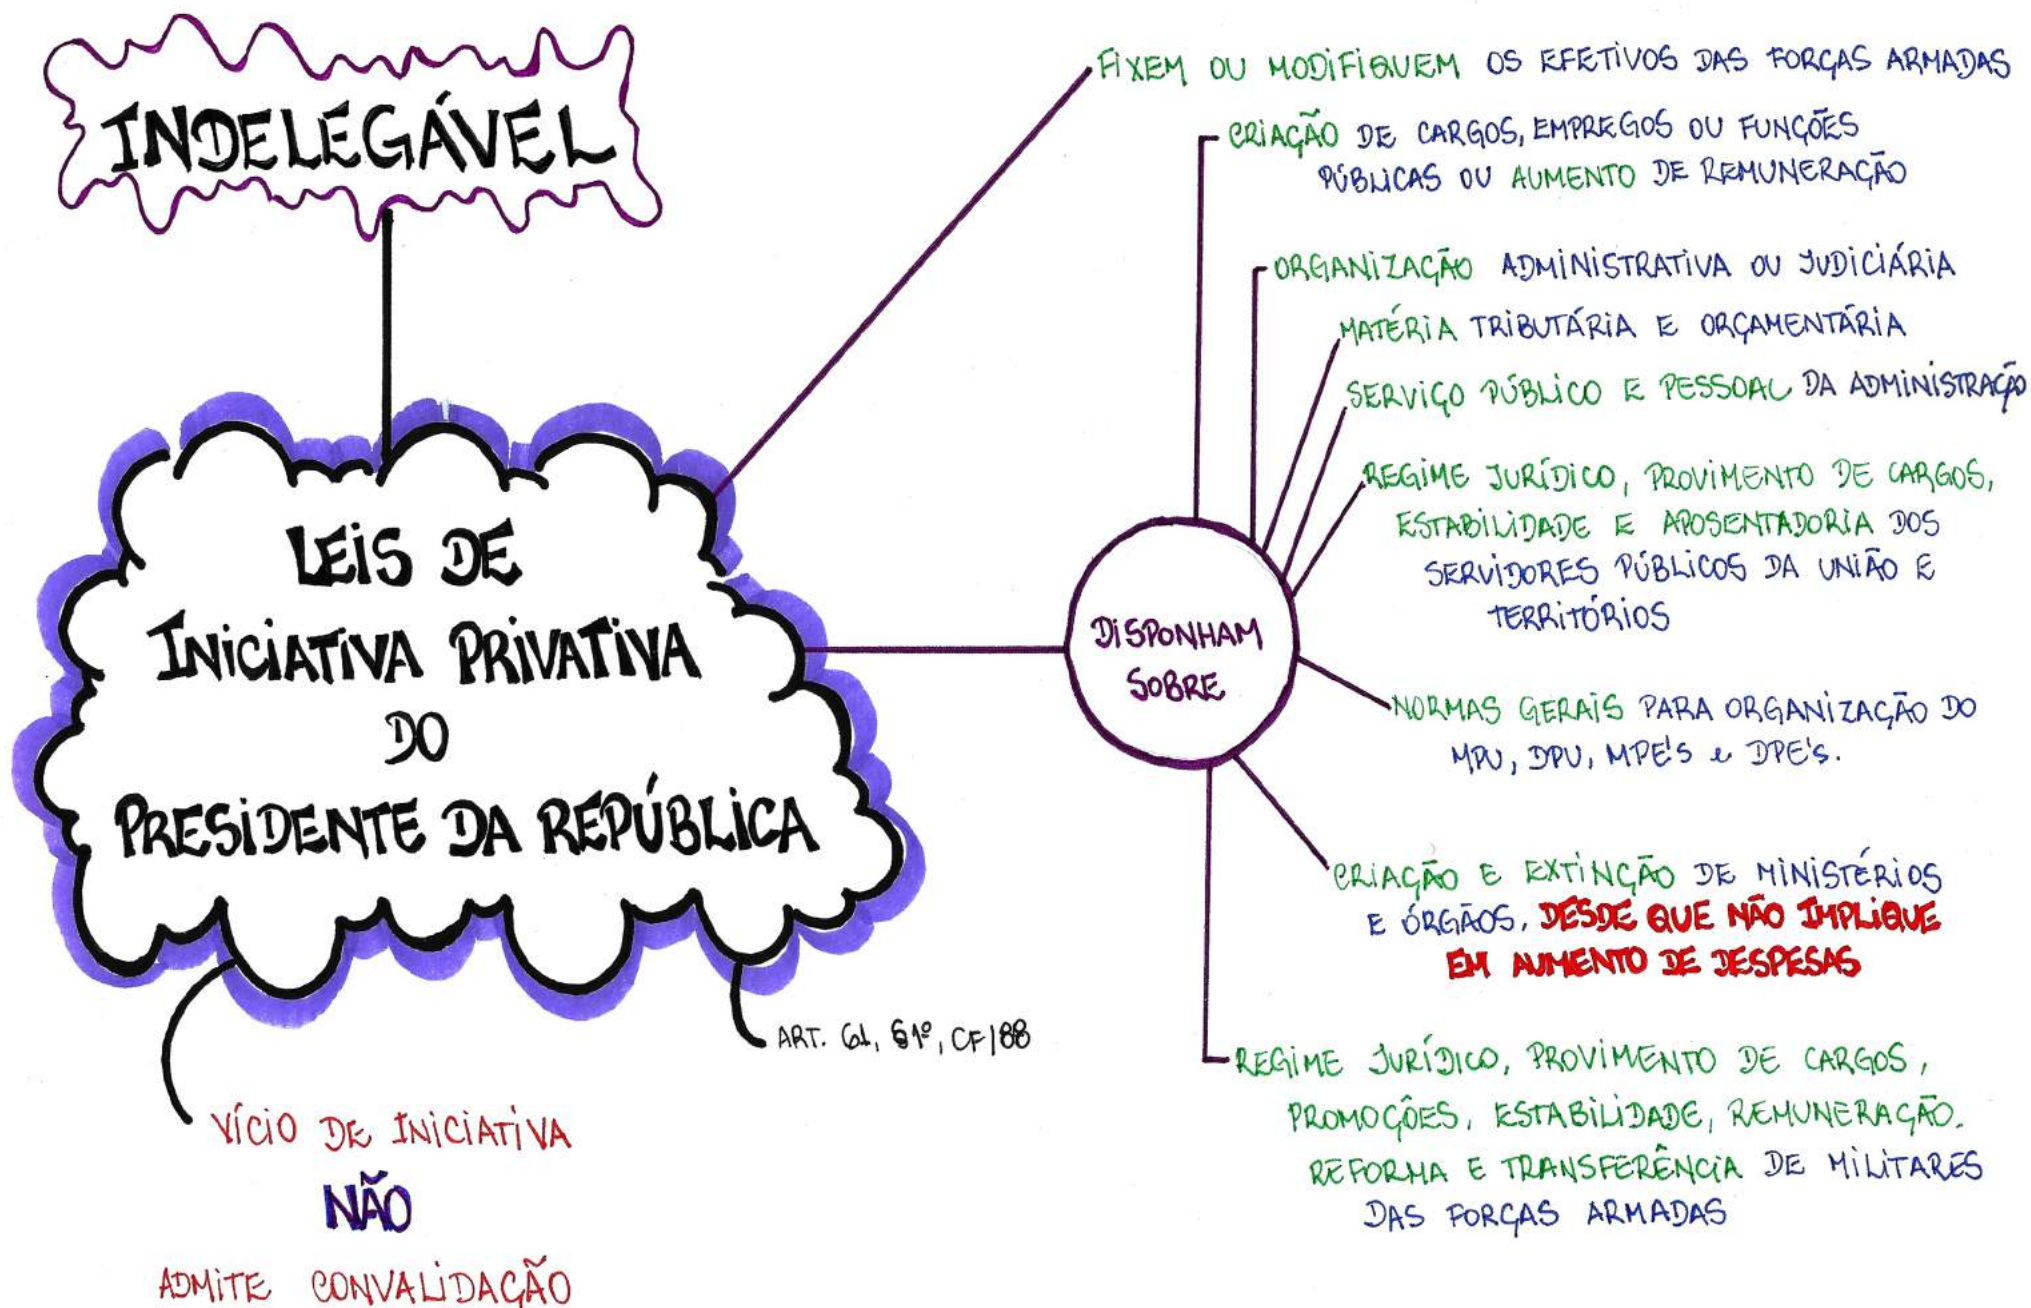 INDELEGÁVEL
LEIS DE
INICIATIVA PRIVATIVA
DO
PRESIDENTE DA REPÚBLICA
ART. 61, §1º, CF/88
VÍCIO DE INICIATIVA
NÃO
ADMITE CONVALIDAÇÃO
FIXEM OU MODIFIQUEM OS EFETIVOS DAS FORÇAS ARMADAS
DISPONHAM
SOBRE
CRIAÇÃO DE CARGOS, EMPREGOS OU FUNÇÕES
PÚBLICAS OU AUMENTO DE REMUNERAÇÃO
ORGANIZAÇÃO ADMINISTRATIVA OU JUDICIÁRIA
MATÉRIA TRIBUTÁRIA E ORÇAMENTÁRIA
SERVIÇO PÚBLICO E PESSOAL DA ADMINISTRAÇÃO
REGIME JURÍDICO, PROVIMENTO DE CARGOS,
ESTABILIDADE E APOSENTADORIA DOS
SERVIDORES PÚBLICOS DA UNIÃO E
TERRITÓRIOS
NORMAS GERAIS PARA ORGANIZAÇÃO DO
MPU, DPU, MPE'S e DPE'S.
CRIAÇÃO E EXTINÇÃO DE MINISTÉRIOS
E ÓRGÃOS, DESDE QUE NÃO IMPLIQUE
EM AUMENTO DE DESPESAS
REGIME JURÍDICO, PROVIMENTO DE CARGOS,
PROMOÇÕES, ESTABILIDADE, REMUNERAÇÃO.
REFORMA E TRANSFERÊNCIA DE MILITARES
DAS FORÇAS ARMADAS